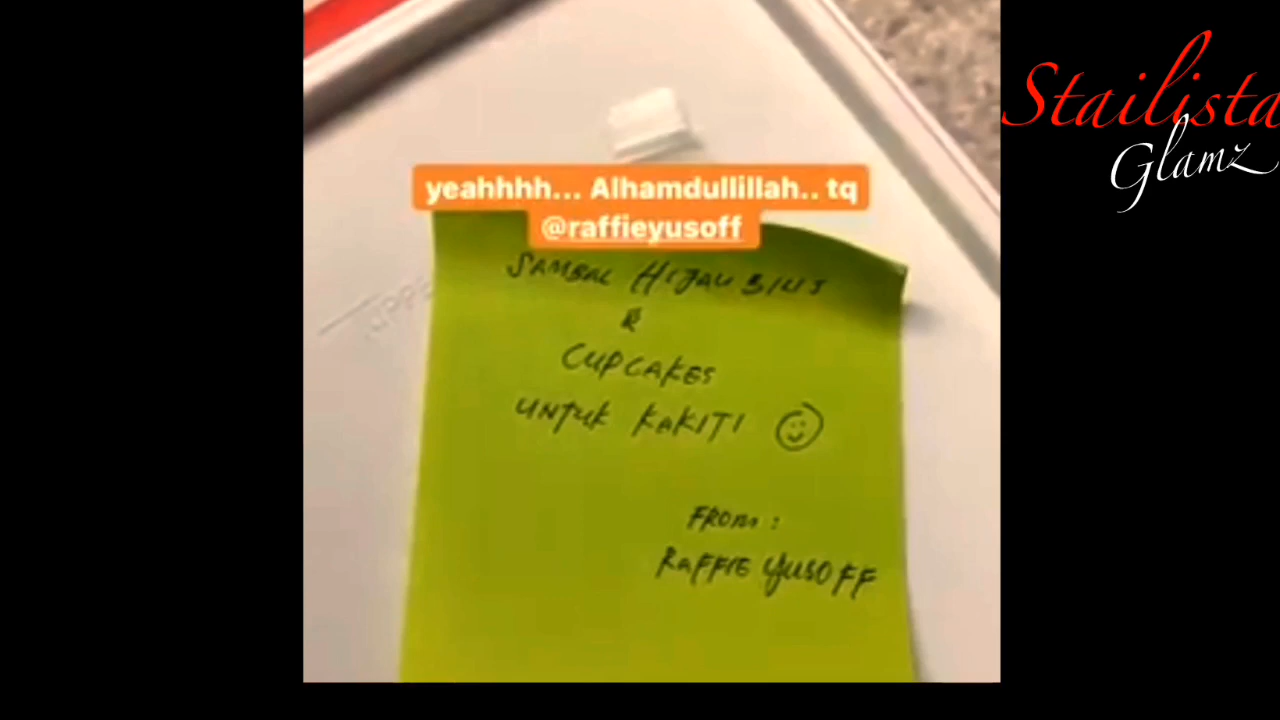 yeahhhh... Alhamdullillah.. tq
@raffieyusoff
SAMBAL HIJAU BILIS
&
CUPCAKES
UNTUK KAKITI
FROM:
RAFFIE YUSOFF
Stailista
Glamz